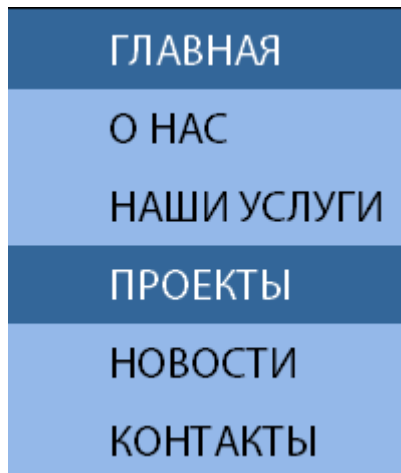 ГЛАВНАЯ
О НАС
НАШИ УСЛУГИ
ПРОЕКТЫ
НОВОСТИ
КОНТАКТЫ